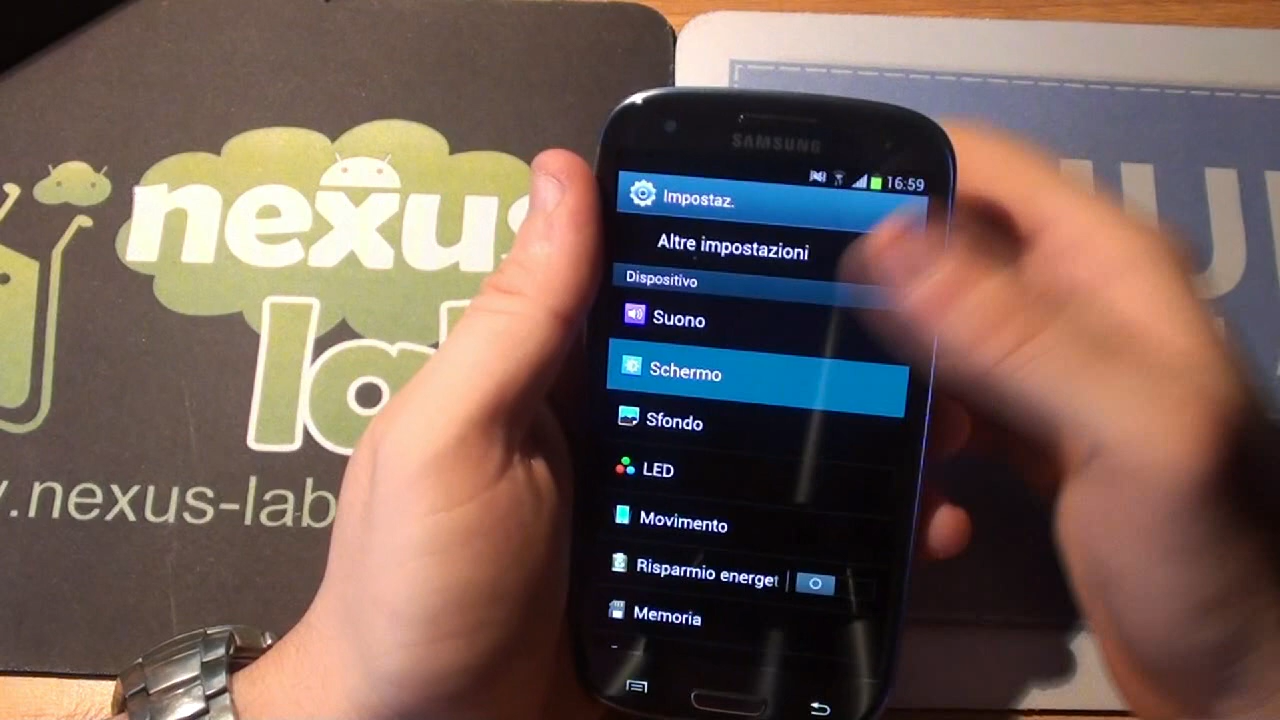 nexus
lab
.nexus-lab
SAMSUNG
16:59
Impostaz.
Altre impostazioni
Dispositivo
Suono
Schermo
Sfondo
LED
Movimento
Risparmio energet
Memoria